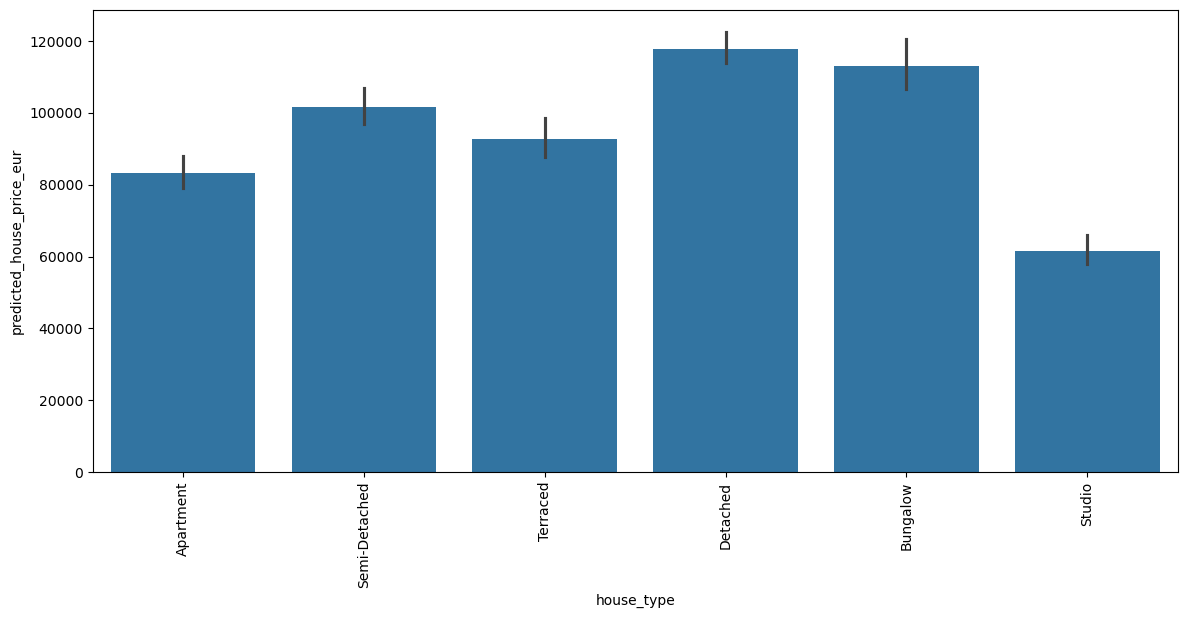 predicted_house_price_eur
120000
100000
80000
60000
40000
20000
0
Apartment
Semi-Detached
Terraced
Detached
Bungalow
Studio
house_type